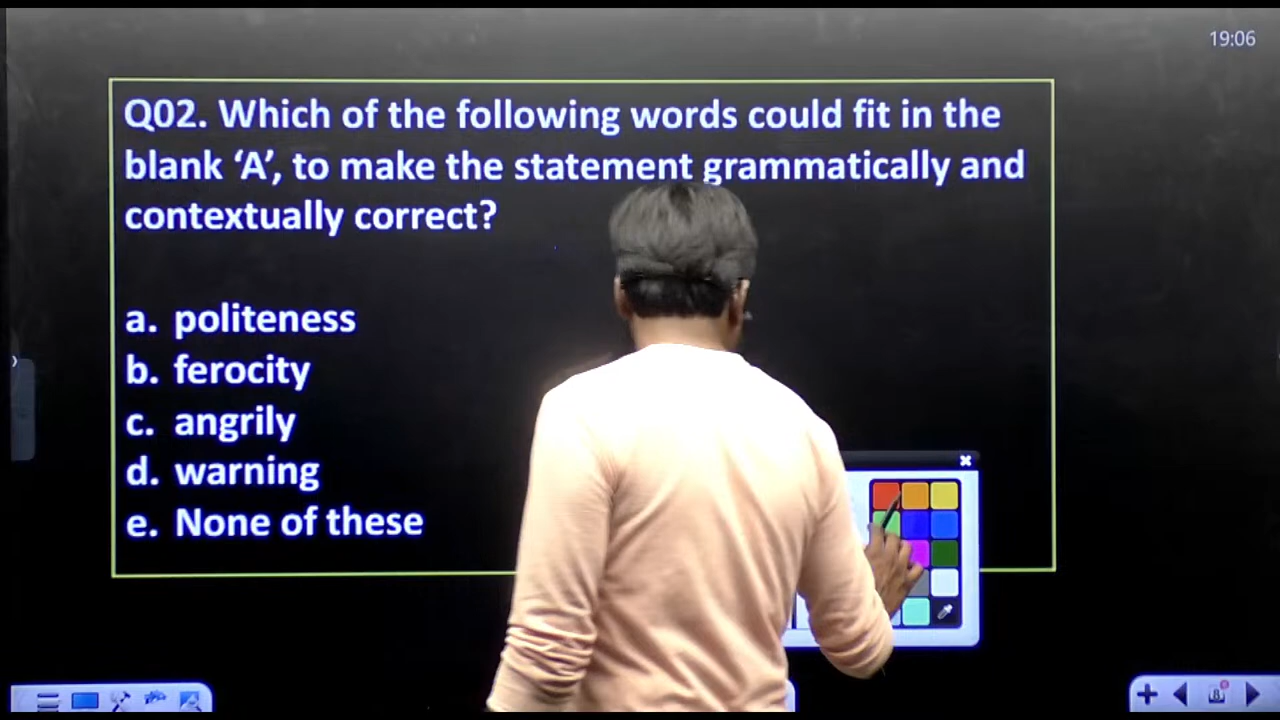 19:06
Q02. Which of the following words could fit in the
blank ‘A’, to make the statement grammatically and
contextually correct?
a. politeness
b. ferocity
c. angrily
d. warning
e. None of these